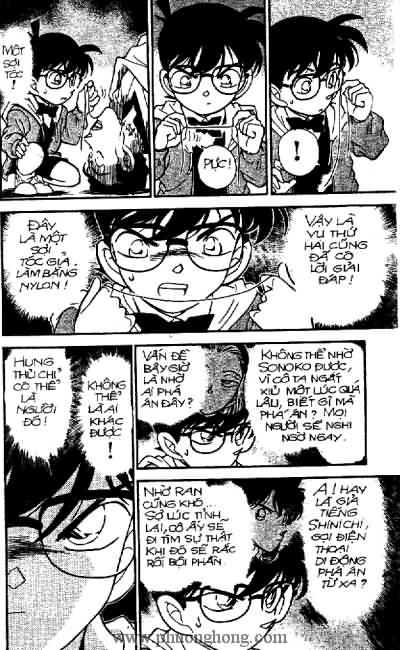 MỘT
SỢI
TÓC
!
PỰC!
!
ĐÂY
LÀ MỘT
SỢI
TÓC GIẢ
LÀM BẰNG
NYLON!
VẬY LÀ
VỤ THỨ
HAI CŨNG
ĐÃ CÓ
LỜI GIẢI
ĐÁP!
HUNG
THỦ CHỈ
CÓ THỂ
LÀ
NGƯỜI
ĐÓ!
KHÔNG
THỂ
LÀ AI
KHÁC
ĐƯỢC
!
VẤN ĐỀ
BÂY GIỜ
LÀ NHỜ
AI PHÁ
ÁN ĐÂY?
KHÔNG THỂ NHỜ
SONOKO ĐƯỢC,
VÌ CÔ TA NGẤT
XỈU MỘT LÚC QUÁ
LÂU, BIẾT GÌ MÀ
PHÁ ÁN? MỌI
NGƯỜI SẼ NGHI
NGỜ NGAY.
NHỜ RAN
CŨNG KHÓ...
SỢ LÚC TỈNH
LẠI, CÔ ẤY SẼ
ĐI TÌM SỰ THẬT
KHI ĐÓ SẼ RẮC
RỐI BỘI PHẦN.
A! HAY
LÀ GIẢ
TIẾNG
SHINICHI,
GỌI ĐIỆN
THOẠI
DI ĐỘNG
PHÁ ÁN
TỪ XA?
www.phuonghong.com